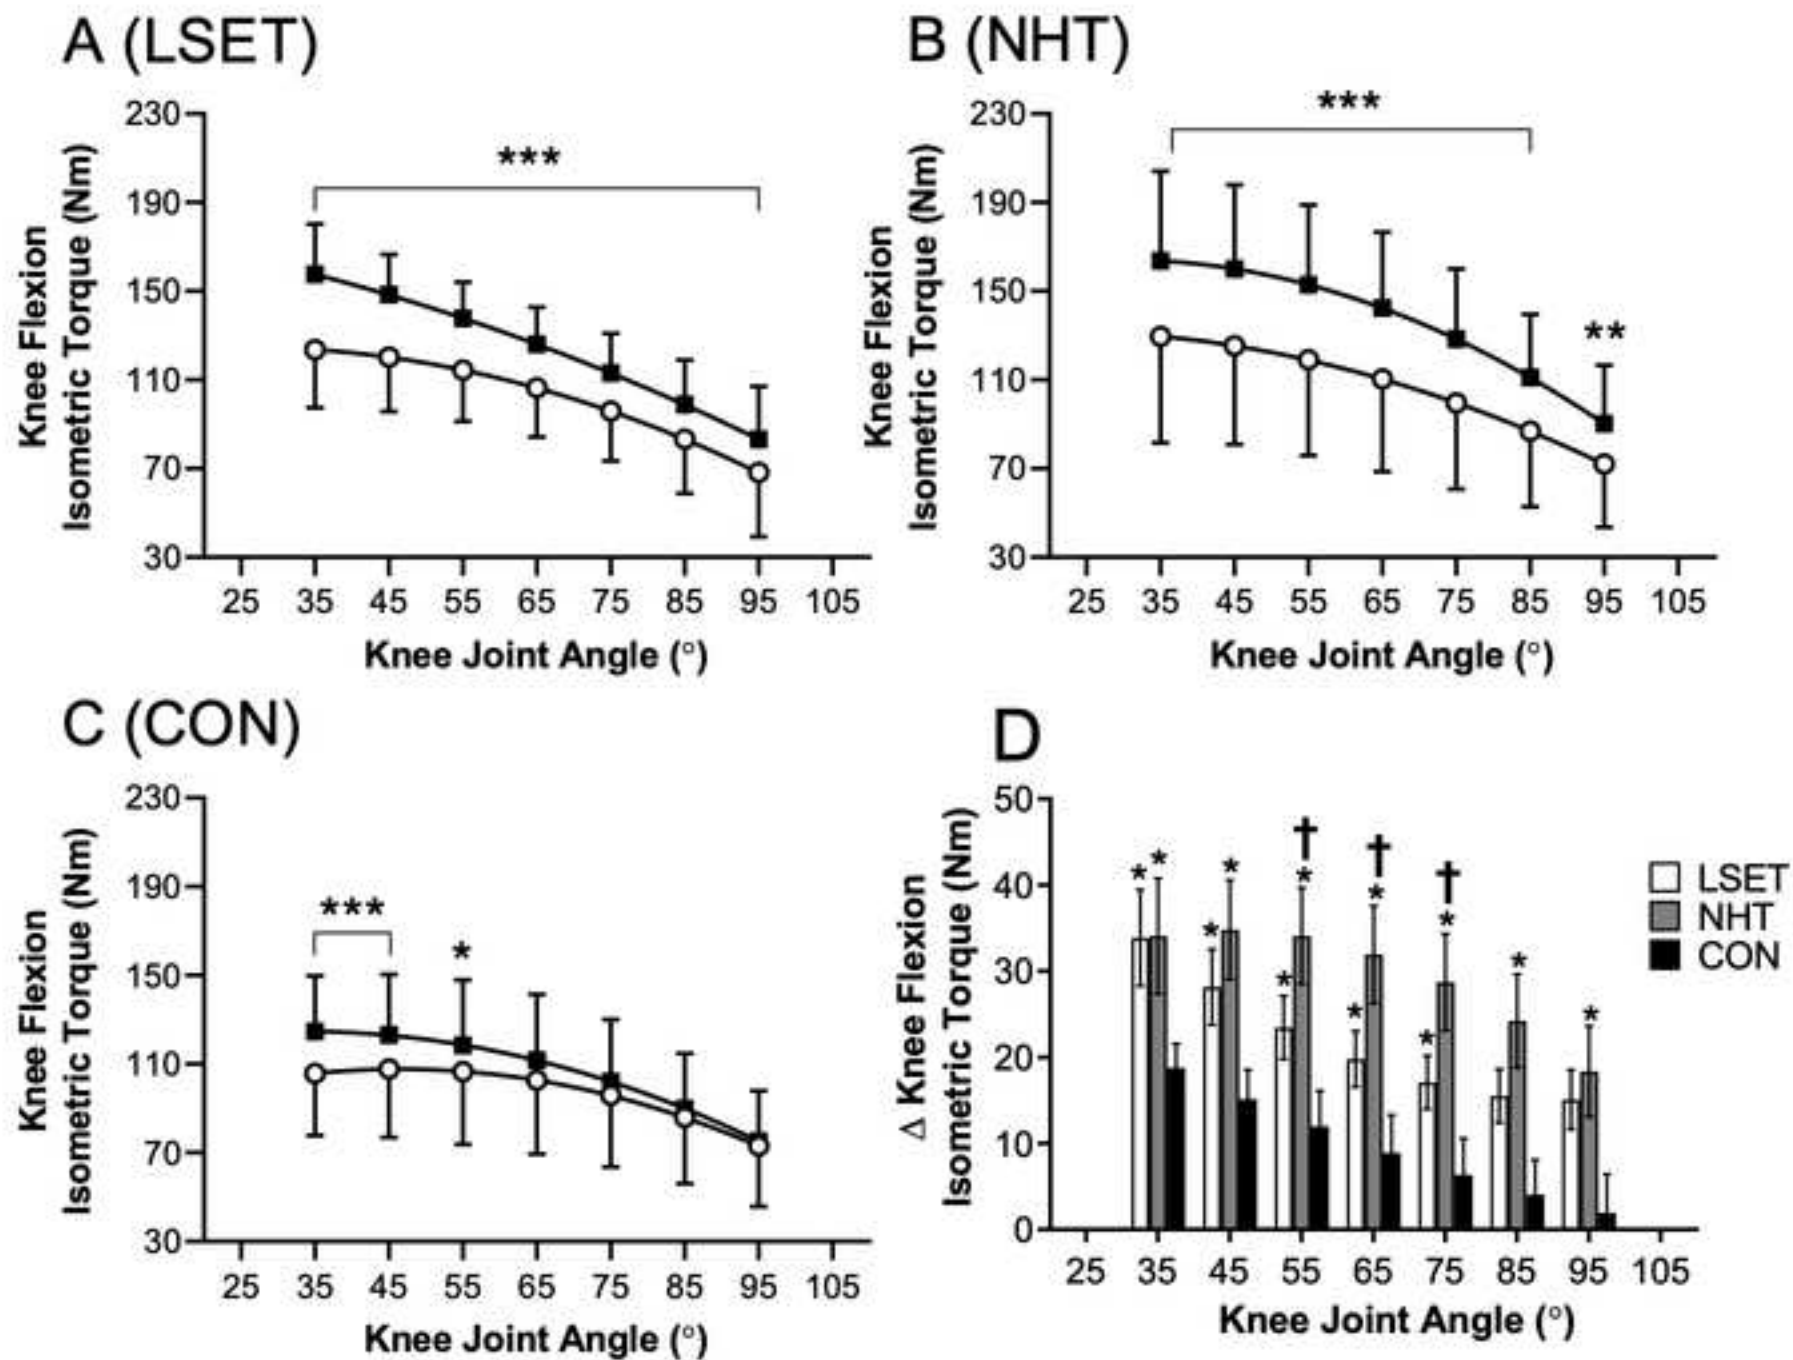 A (LSET)
230
190
150
110
70
30
Knee Flexion
Isometric Torque (Nm)
***
25 35 45 55 65 75 85 95 105
Knee Joint Angle (°)
B (NHT)
230
190
150
110
70
30
Knee Flexion
Isometric Torque (Nm)
***
**
25 35 45 55 65 75 85 95 105
Knee Joint Angle (°)
C (CON)
230
190
150
110
70
30
Knee Flexion
Isometric Torque (Nm)
***
*
25 35 45 55 65 75 85 95 105
Knee Joint Angle (°)
D
50
40
30
20
10
0
Δ Knee Flexion
Isometric Torque (Nm)
† † †
* * * * * * * * * * * *
25 35 45 55 65 75 85 95 105
Knee Joint Angle (°)
LSET
NHT
CON